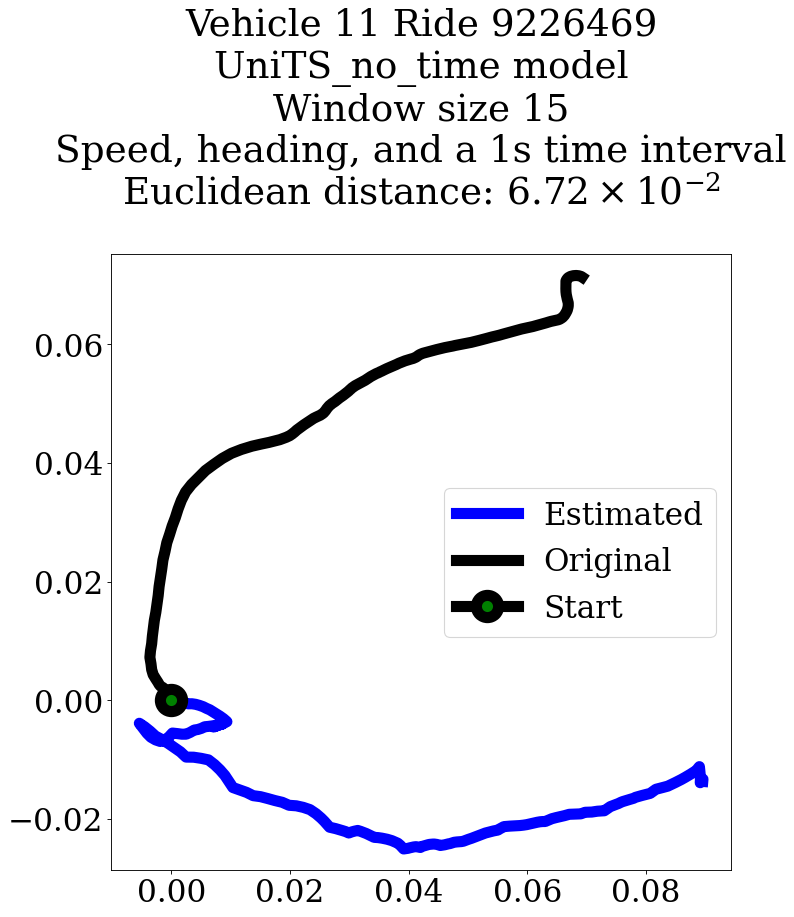 Vehicle 11 Ride 9226469
UniTS_no_time model
Window size 15
Speed, heading, and a 1s time interval
Euclidean distance: 6.72 × 10⁻²
0.06
0.04
0.02
0.00
−0.02
Estimated
Original
Start
0.00 0.02 0.04 0.06 0.08